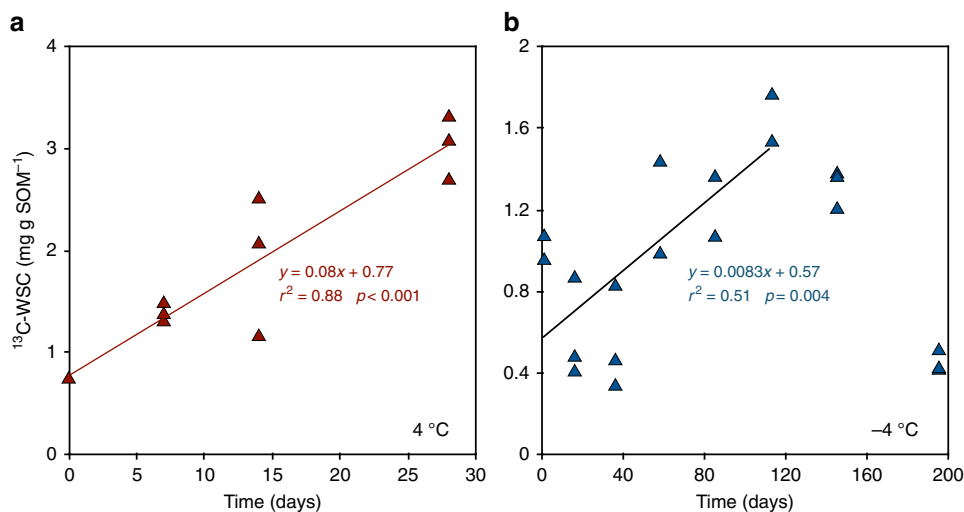 a
b
¹³C-WSC (mg g SOM⁻¹)
4
3
2
1
0
y = 0.08x + 0.77
r² = 0.88 p < 0.001
4 °C
0 5 10 15 20 25 30
Time (days)
2
1.6
1.2
0.8
0.4
0
y = 0.0083x + 0.57
r² = 0.51 p = 0.004
–4 °C
0 40 80 120 160 200
Time (days)